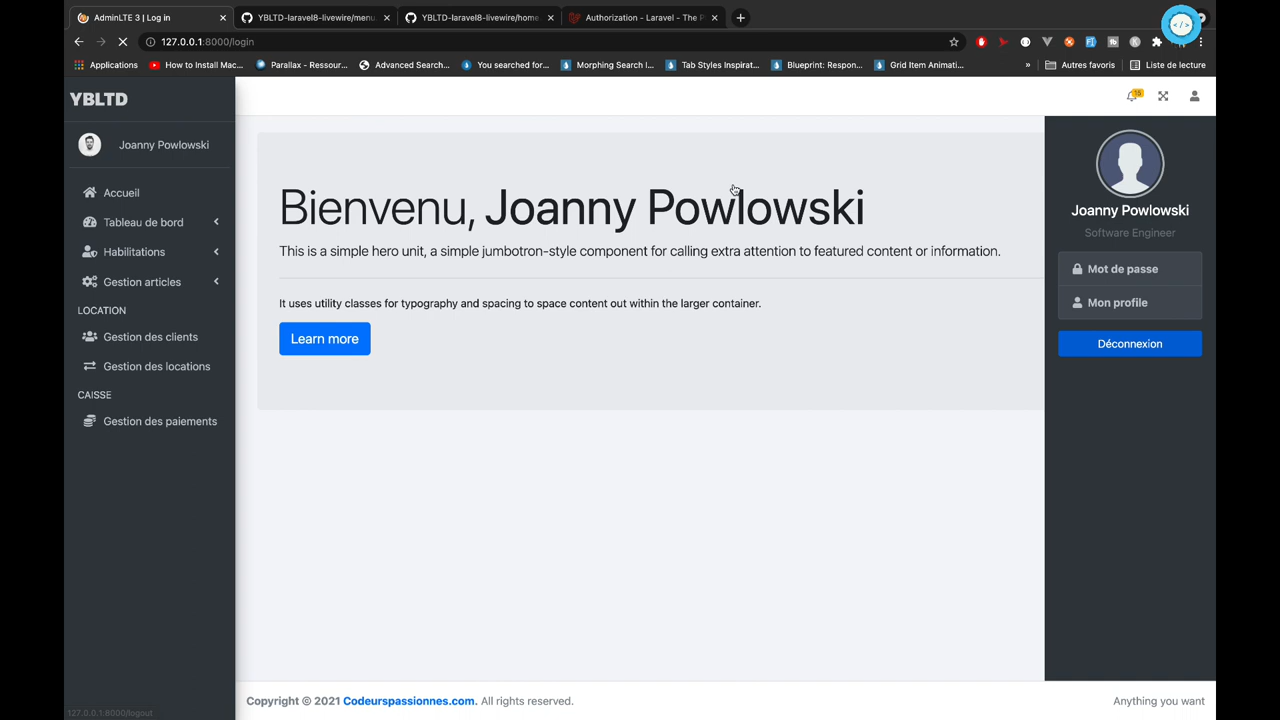 AdminLTE 3 | Log in
YBLTD-laravel8-livewire/menu.
YBLTD-laravel8-livewire/home.
Authorization - Laravel - The P
127.0.0.1:8000/login
Applications
How to Install Mac...
Parallax - Ressour...
Advanced Search...
You searched for...
Morphing Search I...
Tab Styles Inspirat...
Blueprint: Respon...
Grid Item Animati...
»
Autres favoris
Liste de lecture
YBLTD
15
Joanny Powlowski
Accueil
Tableau de bord
Habilitations
Gestion articles
LOCATION
Gestion des clients
Gestion des locations
CAISSE
Gestion des paiements
Bienvenu, Joanny Powlowski
This is a simple hero unit, a simple jumbotron-style component for calling extra attention to featured content or information.
It uses utility classes for typography and spacing to space content out within the larger container.
Learn more
Joanny Powlowski
Software Engineer
Mot de passe
Mon profile
Déconnexion
Copyright © 2021 Codeurspassionnes.com. All rights reserved.
Anything you want
127.0.0.1:8000/logout